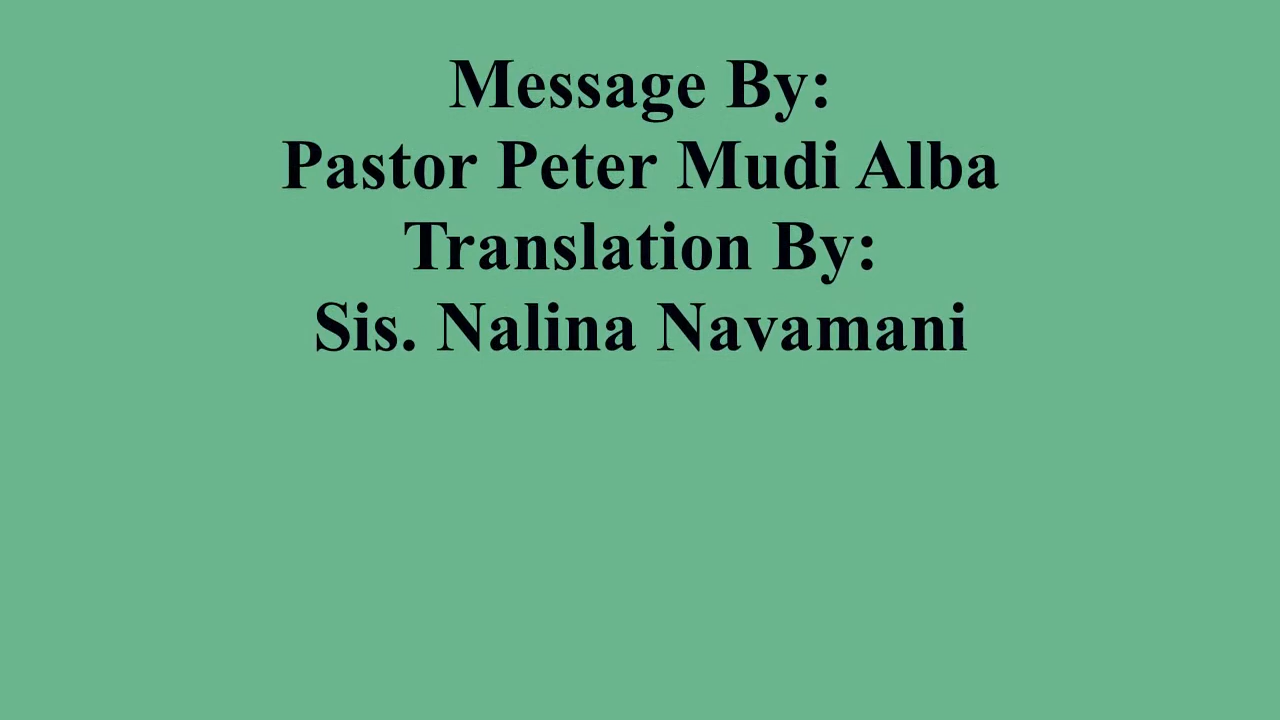 Message By:
Pastor Peter Mudi Alba
Translation By:
Sis. Nalina Navamani